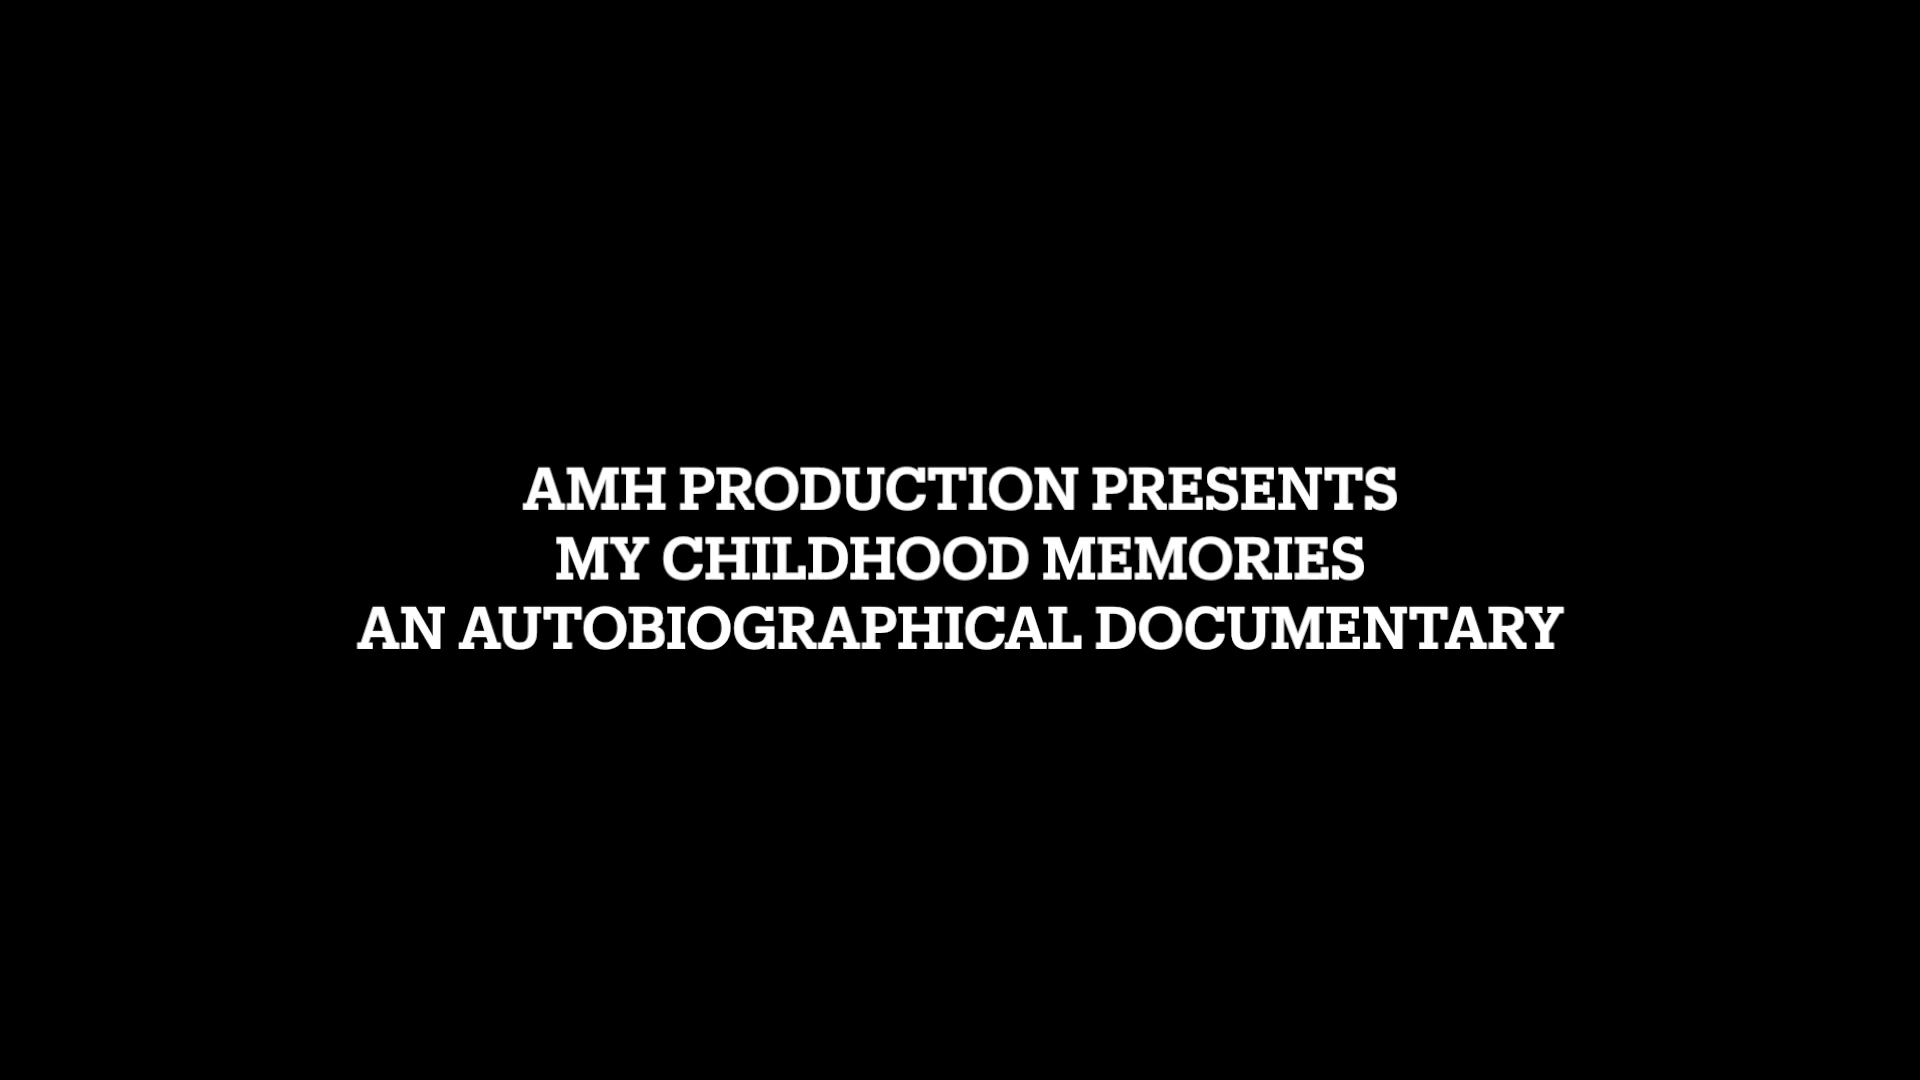 AMH PRODUCTION PRESENTS
MY CHILDHOOD MEMORIES
AN AUTOBIOGRAPHICAL DOCUMENTARY